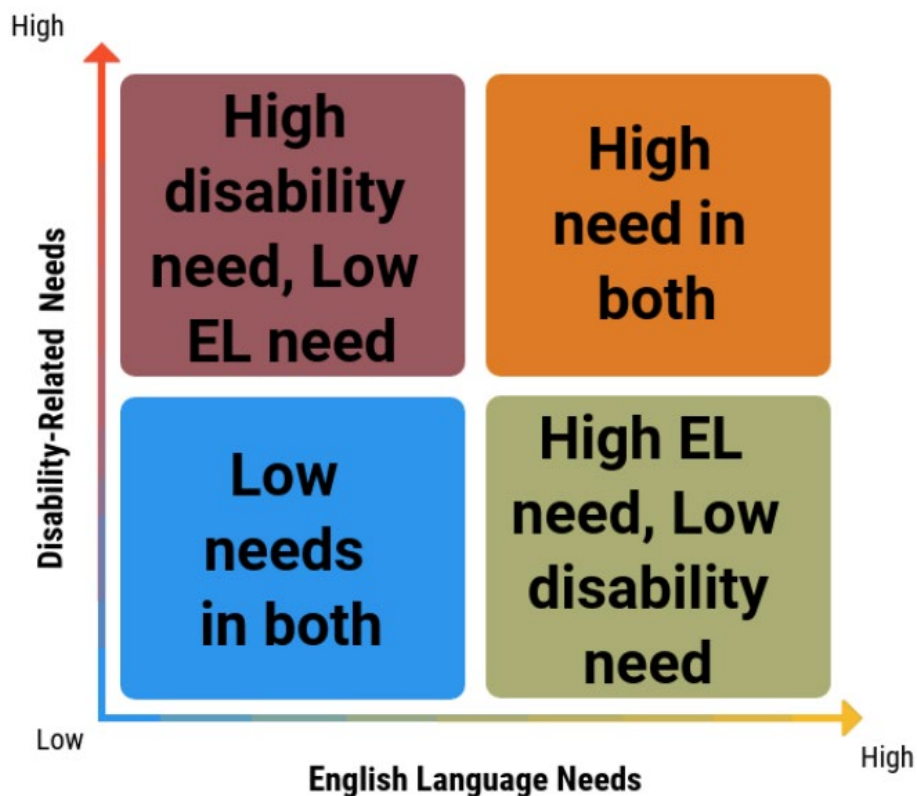 High
High
disability
need, Low
EL need
High
need in
both
Disability-Related Needs
Low
needs
in both
High EL
need, Low
disability
need
Low
High
English Language Needs